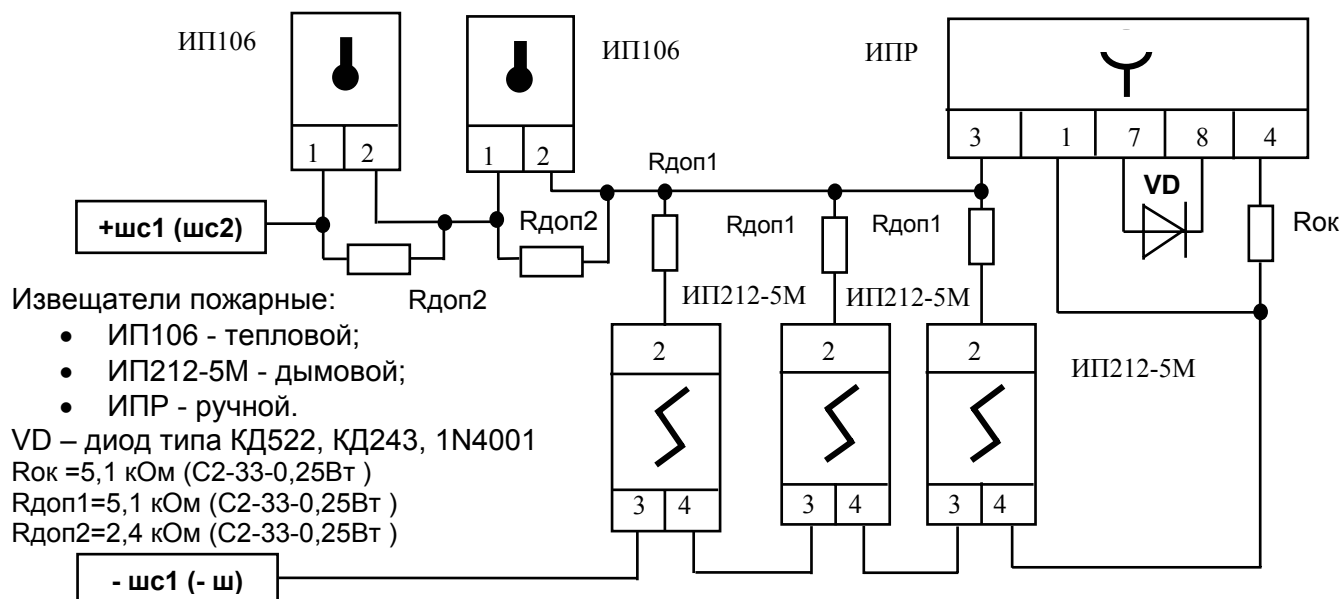 ИП106
ИП106
ИПР
1 2
1 2
3 1 7 8 4
Rдоп1
VD
+шс1 (шс2)
Rдоп2
Rдоп1
Rдоп1
Rок
Rдоп2
ИП212-5М
ИП212-5М
ИП212-5М
2
2
2
3 4
3 4
3 4
Извещатели пожарные:
• ИП106 - тепловой;
• ИП212-5М - дымовой;
• ИПР - ручной.
VD – диод типа КД522, КД243, 1N4001
Rок =5,1 кОм (С2-33-0,25Вт )
Rдоп1=5,1 кОм (С2-33-0,25Вт )
Rдоп2=2,4 кОм (С2-33-0,25Вт )
- шс1 (- ш)